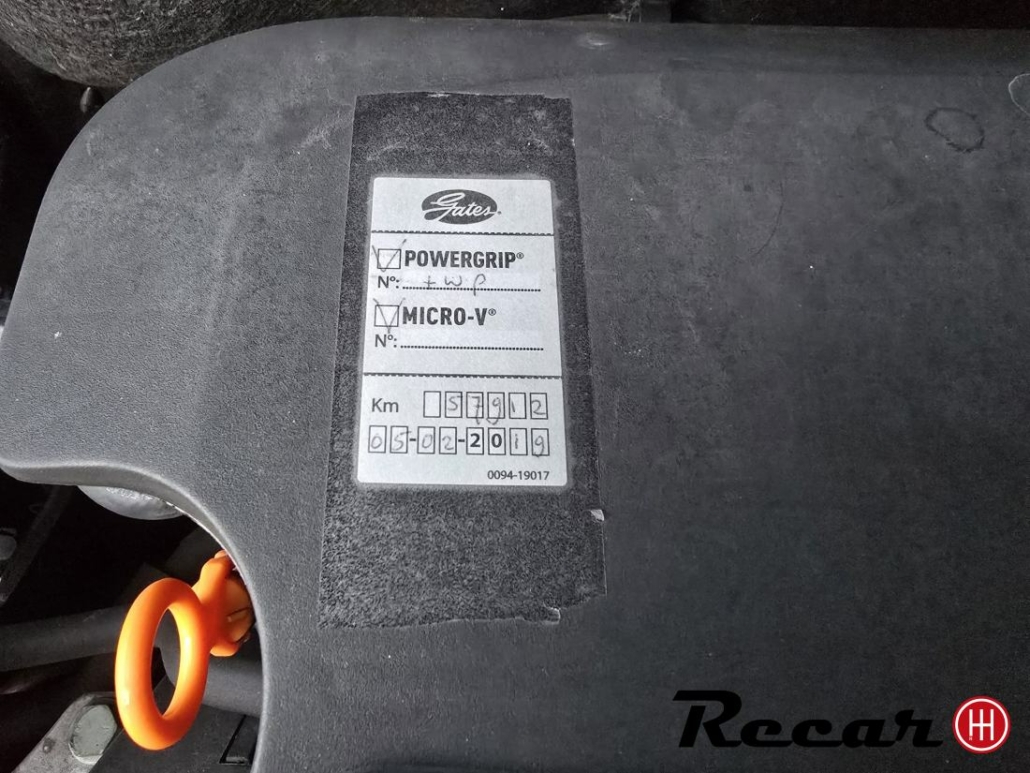 Gates®
POWERGRIP®
Nº: + WP
MICRO-V®
Nº:
Km 57912
05-02-2019
0094-19017
Recar H